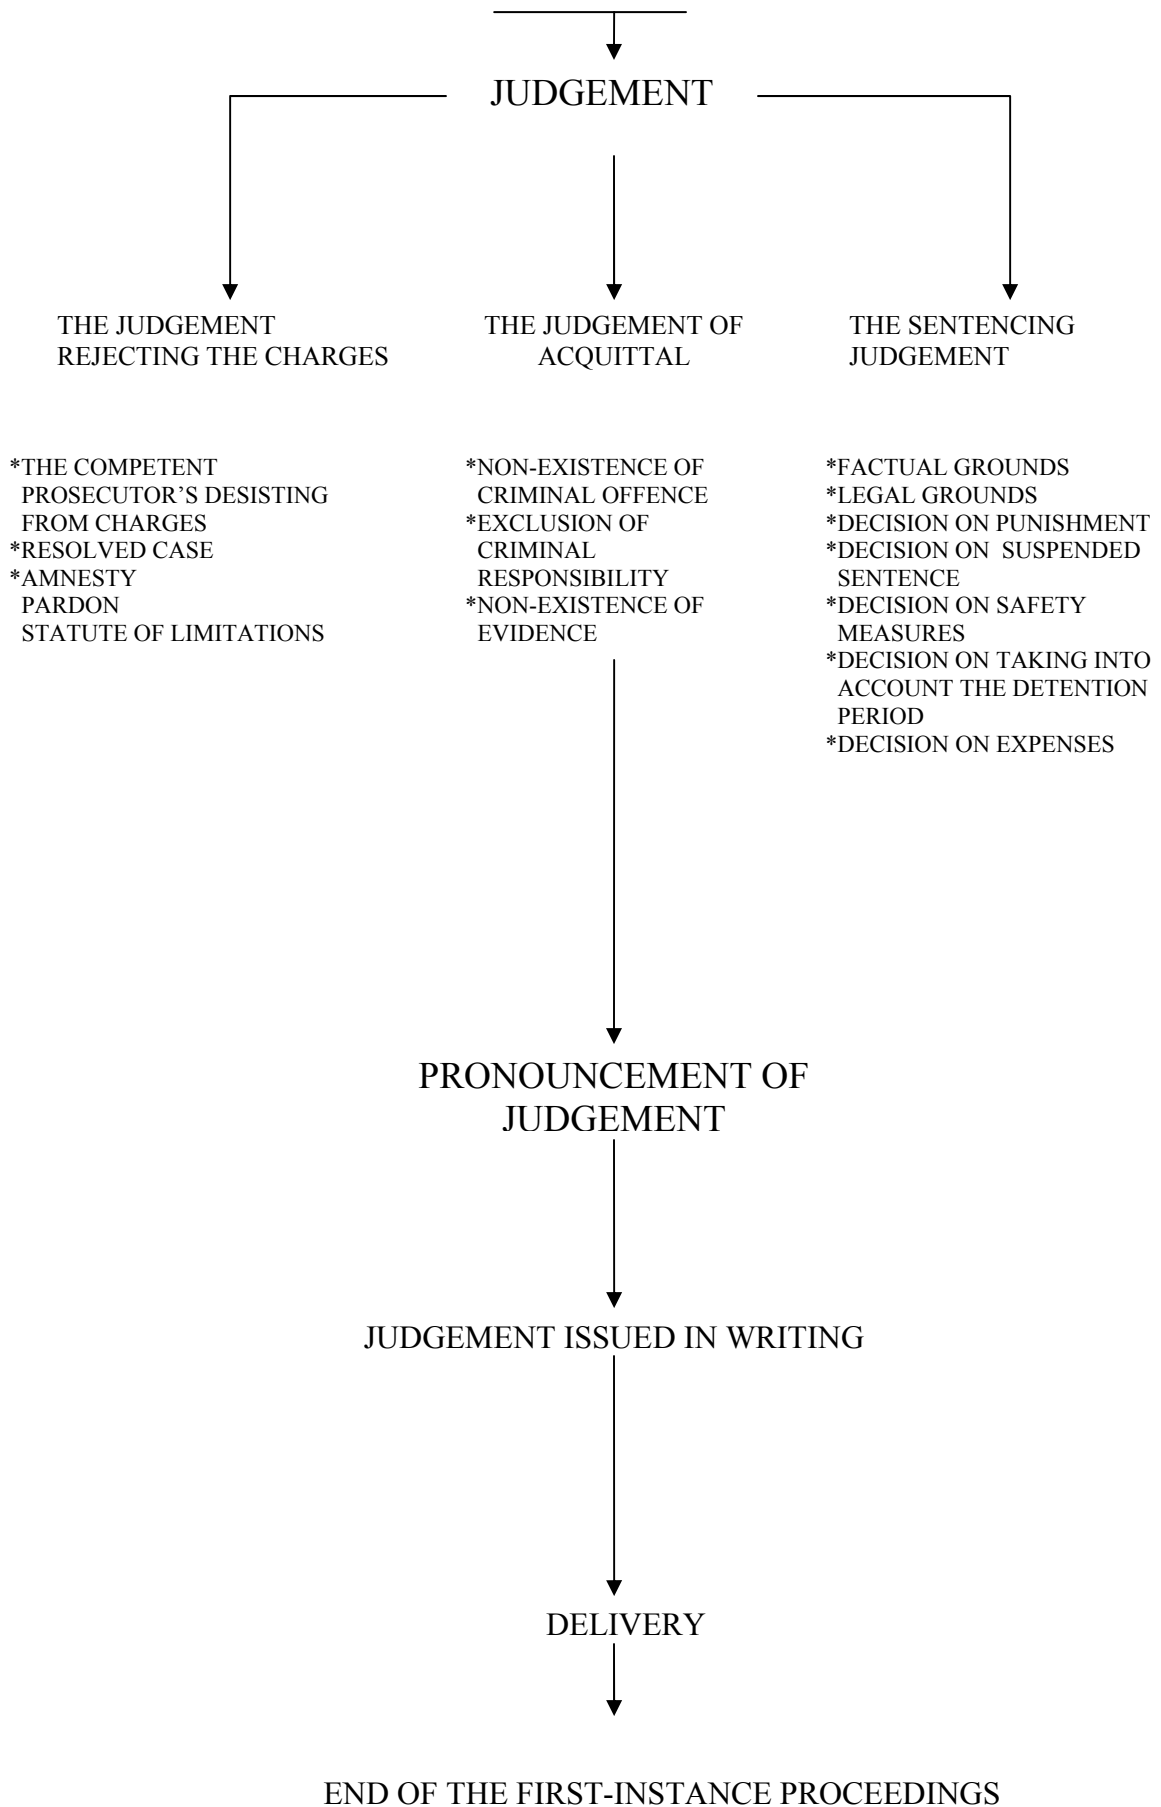 JUDGEMENT
THE JUDGEMENT
REJECTING THE CHARGES
THE JUDGEMENT OF
ACQUITTAL
THE SENTENCING
JUDGEMENT
*THE COMPETENT
PROSECUTOR’S DESISTING
FROM CHARGES
*RESOLVED CASE
*AMNESTY
PARDON
STATUTE OF LIMITATIONS
*NON-EXISTENCE OF
CRIMINAL OFFENCE
*EXCLUSION OF
CRIMINAL
RESPONSIBILITY
*NON-EXISTENCE OF
EVIDENCE
*FACTUAL GROUNDS
*LEGAL GROUNDS
*DECISION ON PUNISHMENT
*DECISION ON SUSPENDED
SENTENCE
*DECISION ON SAFETY
MEASURES
*DECISION ON TAKING INTO
ACCOUNT THE DETENTION
PERIOD
*DECISION ON EXPENSES
PRONOUNCEMENT OF
JUDGEMENT
JUDGEMENT ISSUED IN WRITING
DELIVERY
END OF THE FIRST-INSTANCE PROCEEDINGS